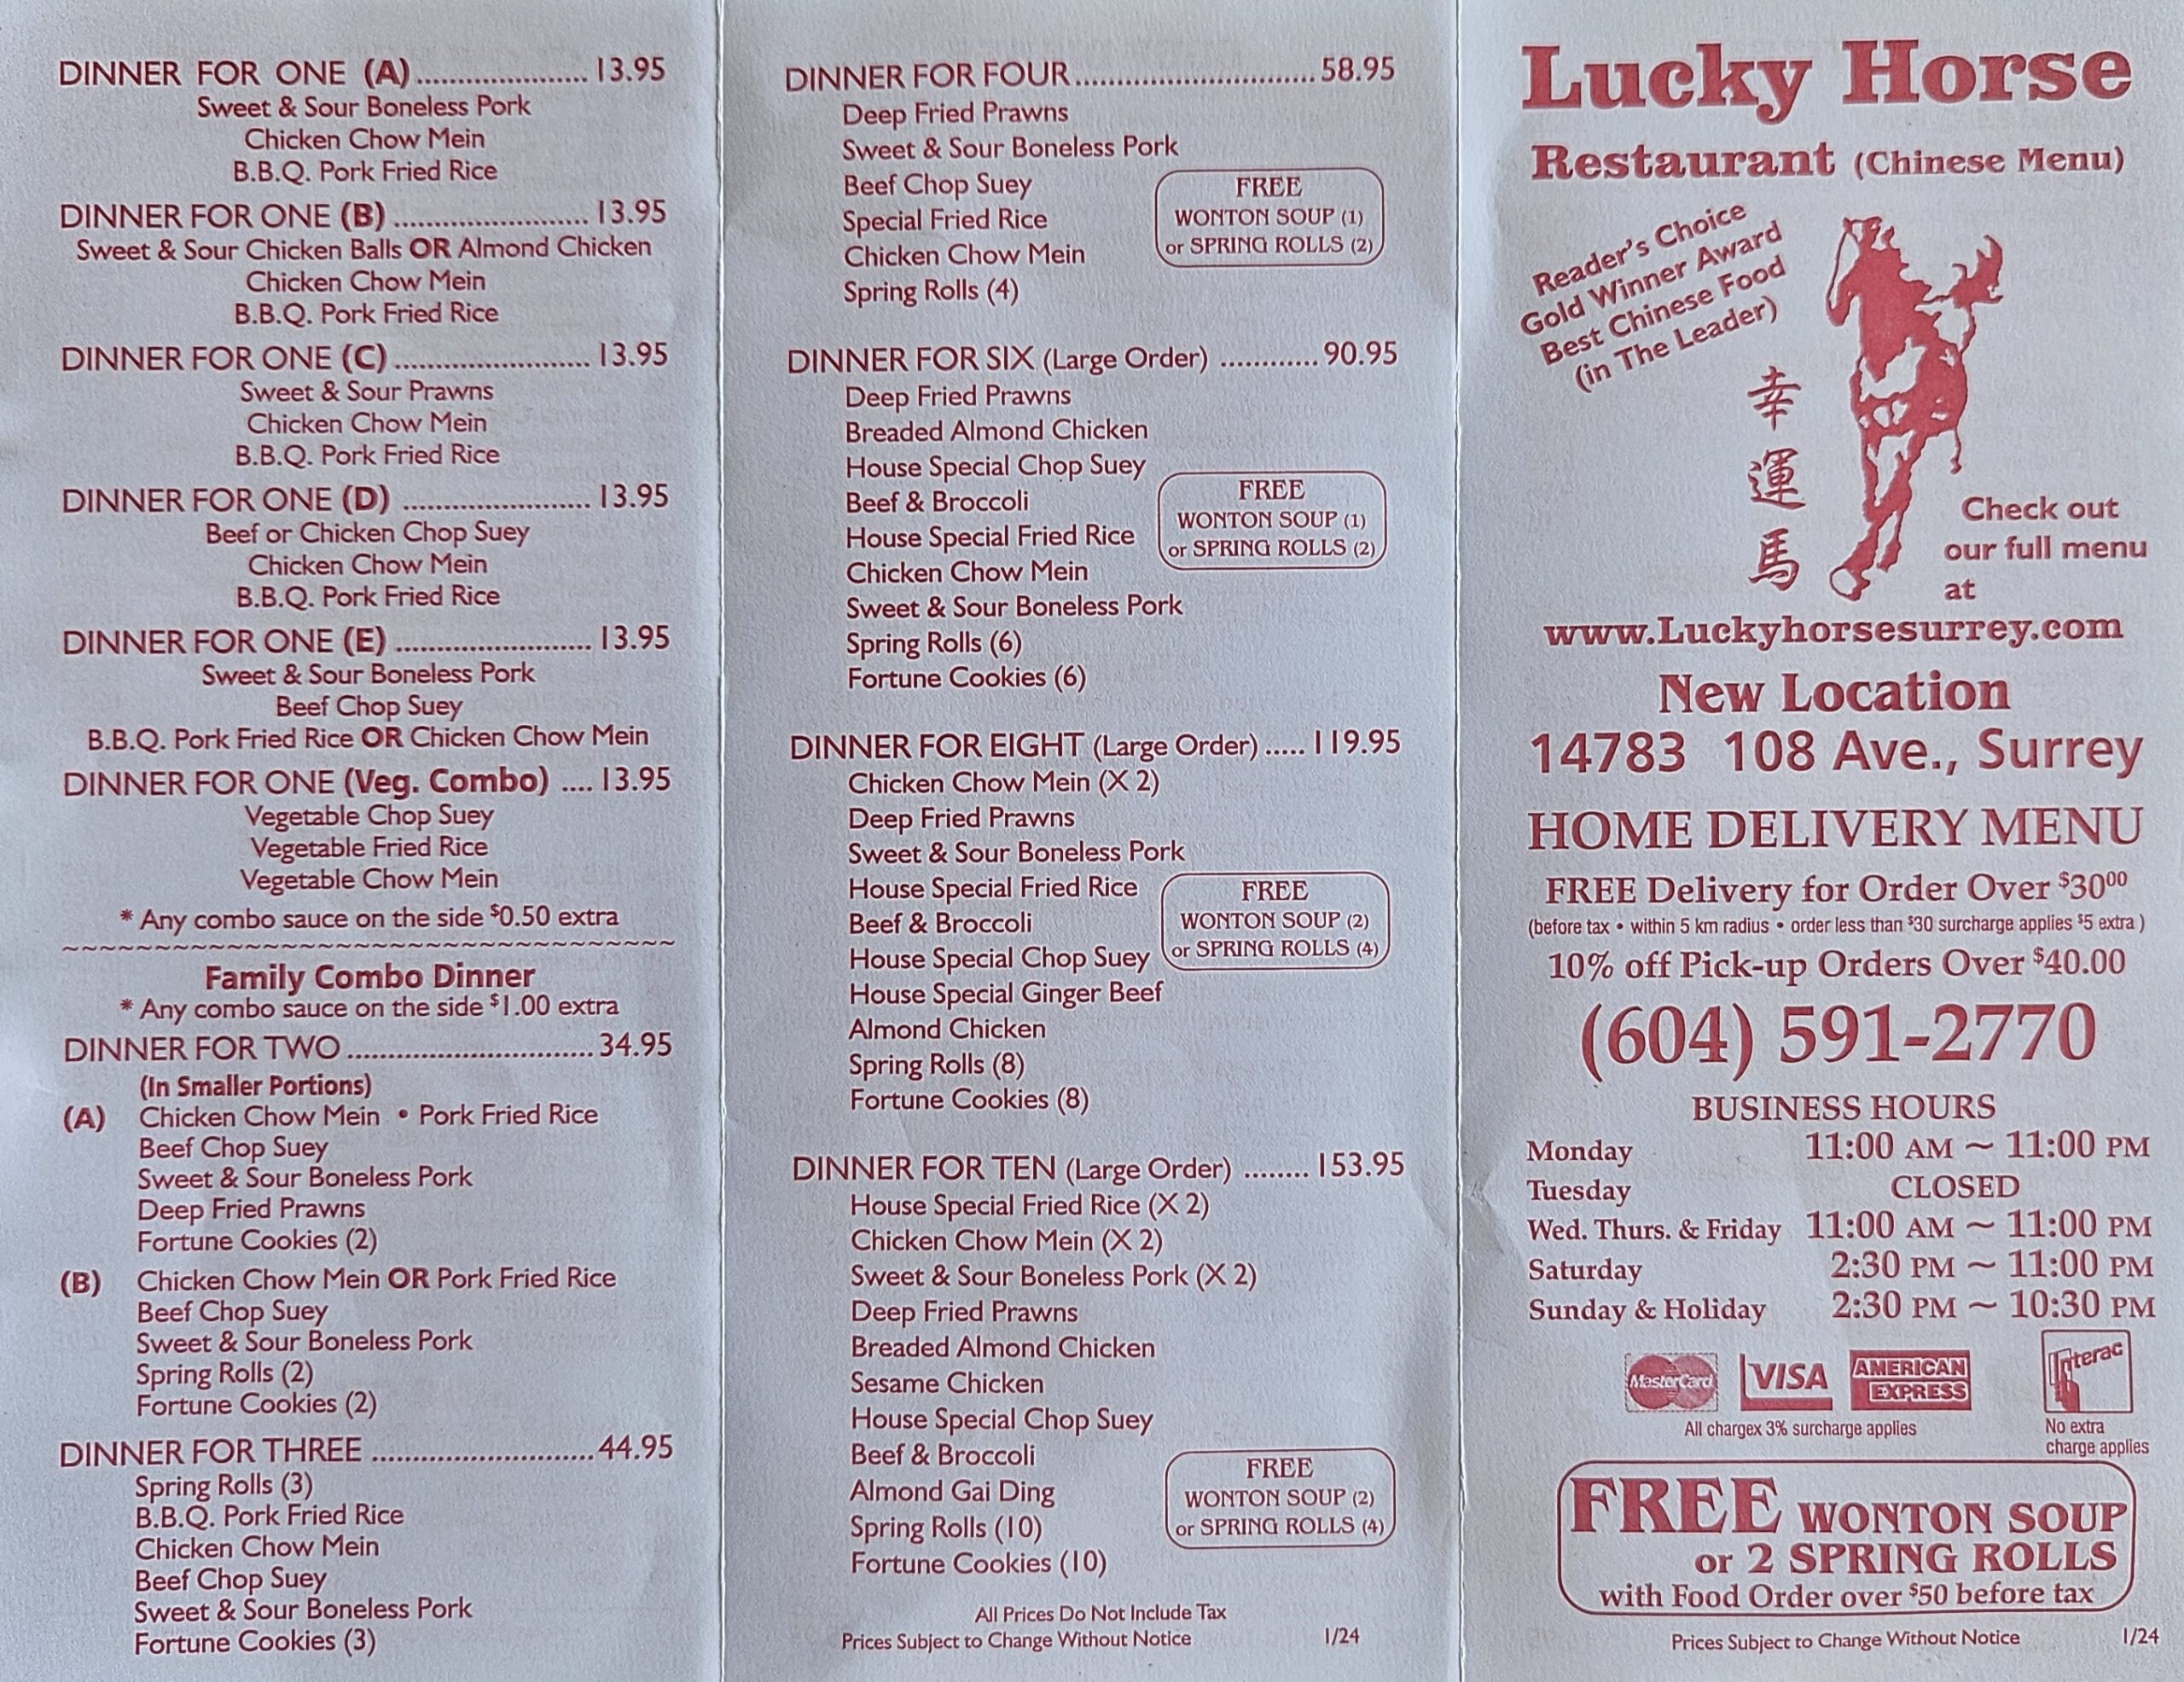 DINNER FOR ONE (A)...................... 13.95
Sweet & Sour Boneless Pork
Chicken Chow Mein
B.B.Q. Pork Fried Rice
DINNER FOR ONE (B)......................... 13.95
Sweet & Sour Chicken Balls OR Almond Chicken
Chicken Chow Mein
B.B.Q. Pork Fried Rice
DINNER FOR ONE (C)......................... 13.95
Sweet & Sour Prawns
Chicken Chow Mein
B.B.Q. Pork Fried Rice
DINNER FOR ONE (D) ........................ 13.95
Beef or Chicken Chop Suey
Chicken Chow Mein
B.B.Q. Pork Fried Rice
DINNER FOR ONE (E) ......................... 13.95
Sweet & Sour Boneless Pork
Beef Chop Suey
B.B.Q. Pork Fried Rice OR Chicken Chow Mein
DINNER FOR ONE (Veg. Combo) .... 13.95
Vegetable Chop Suey
Vegetable Fried Rice
Vegetable Chow Mein
* Any combo sauce on the side $0.50 extra
~~~~~~~~~~~~~~~~~~~~~~~~~~~~~~~~~~
Family Combo Dinner
* Any combo sauce on the side $1.00 extra
DINNER FOR TWO............................... 34.95
(In Smaller Portions)
(A) Chicken Chow Mein • Pork Fried Rice
Beef Chop Suey
Sweet & Sour Boneless Pork
Deep Fried Prawns
Fortune Cookies (2)
(B) Chicken Chow Mein OR Pork Fried Rice
Beef Chop Suey
Sweet & Sour Boneless Pork
Spring Rolls (2)
Fortune Cookies (2)
DINNER FOR THREE ............................ 44.95
Spring Rolls (3)
B.B.Q. Pork Fried Rice
Chicken Chow Mein
Beef Chop Suey
Sweet & Sour Boneless Pork
Fortune Cookies (3)
DINNER FOR FOUR.............................. 58.95
Deep Fried Prawns
Sweet & Sour Boneless Pork
Beef Chop Suey
Special Fried Rice
Chicken Chow Mein
Spring Rolls (4)
FREE
WONTON SOUP (1)
or SPRING ROLLS (2)
DINNER FOR SIX (Large Order) ............ 90.95
Deep Fried Prawns
Breaded Almond Chicken
House Special Chop Suey
Beef & Broccoli
House Special Fried Rice
Chicken Chow Mein
Sweet & Sour Boneless Pork
Spring Rolls (6)
Fortune Cookies (6)
FREE
WONTON SOUP (1)
or SPRING ROLLS (2)
DINNER FOR EIGHT (Large Order) ..... 119.95
Chicken Chow Mein (X 2)
Deep Fried Prawns
Sweet & Sour Boneless Pork
House Special Fried Rice
Beef & Broccoli
House Special Chop Suey
House Special Ginger Beef
Almond Chicken
Spring Rolls (8)
Fortune Cookies (8)
FREE
WONTON SOUP (2)
or SPRING ROLLS (4)
DINNER FOR TEN (Large Order) ........ 153.95
House Special Fried Rice (X 2)
Chicken Chow Mein (X 2)
Sweet & Sour Boneless Pork (X 2)
Deep Fried Prawns
Breaded Almond Chicken
Sesame Chicken
House Special Chop Suey
Beef & Broccoli
Almond Gai Ding
Spring Rolls (10)
Fortune Cookies (10)
FREE
WONTON SOUP (2)
or SPRING ROLLS (4)
All Prices Do Not Include Tax
Prices Subject to Change Without Notice 1/24
Lucky Horse
Restaurant (Chinese Menu)
Reader's Choice
Gold Winner Award
Best Chinese Food
(in The Leader)
幸
運
馬
Check out
our full menu
at
www.Luckyhorsesurrey.com
New Location
14783 108 Ave., Surrey
HOME DELIVERY MENU
FREE Delivery for Order Over $30.00
(before tax • within 5 km radius • order less than $30 surcharge applies $5 extra )
10% off Pick-up Orders Over $40.00
(604) 591-2770
BUSINESS HOURS
Monday 11:00 AM ~ 11:00 PM
Tuesday CLOSED
Wed. Thurs. & Friday 11:00 AM ~ 11:00 PM
Saturday 2:30 PM ~ 11:00 PM
Sunday & Holiday 2:30 PM ~ 10:30 PM
MasterCard VISA AMERICAN EXPRESS Interac
All chargex 3% surcharge applies
No extra
charge applies
FREE WONTON SOUP
or 2 SPRING ROLLS
with Food Order over $50 before tax
Prices Subject to Change Without Notice 1/24